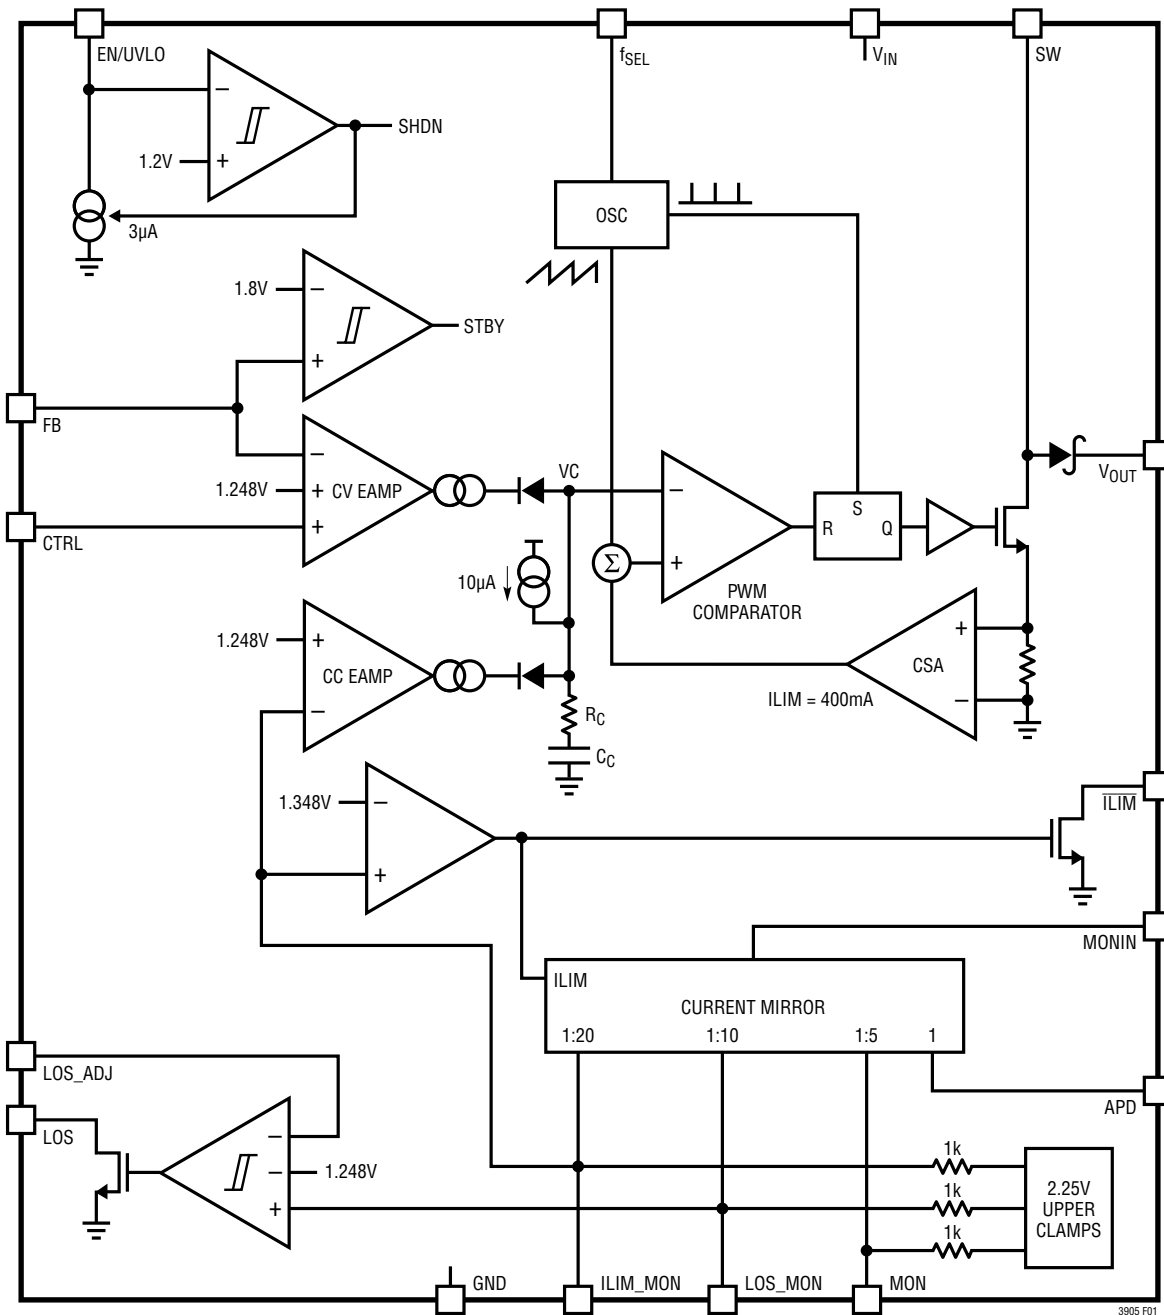 EN/UVLO
fSEL
VIN
SW
−
SHDN
1.2V
+
OSC
3µA
1.8V
−
STBY
+
FB
−
VC
−
VOUT
1.248V
+
CV EAMP
S
CTRL
+
R
Q
10µA
Σ
+
PWM
COMPARATOR
1.248V
+
+
CC EAMP
CSA
−
RC
ILIM = 400mA
−
CC
1.348V
−
ILIM
+
MONIN
ILIM
CURRENT MIRROR
1:20
1:10
1:5
1
LOS_ADJ
APD
LOS
−
1k
−
1.248V
1k
2.25V
UPPER
CLAMPS
+
1k
GND
ILIM_MON
LOS_MON
MON
3905 F01